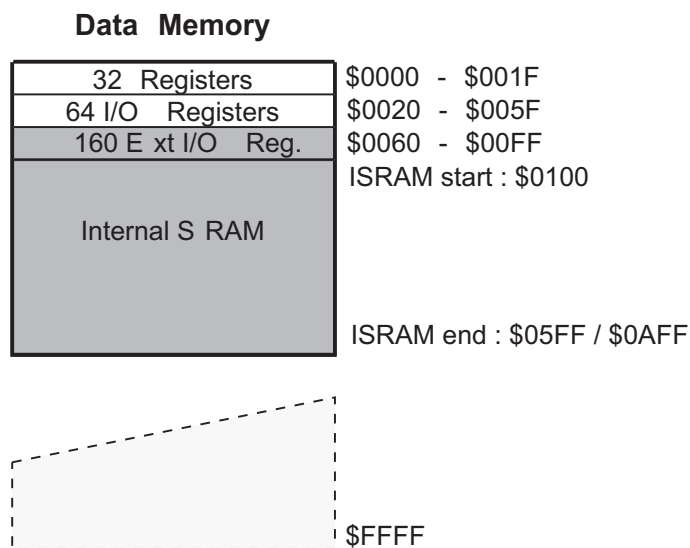 Data Memory
32 Registers $0000 - $001F
64 I/O Registers $0020 - $005F
160 E xt I/O Reg. $0060 - $00FF
ISRAM start : $0100
Internal S RAM
ISRAM end : $05FF / $0AFF
$FFFF